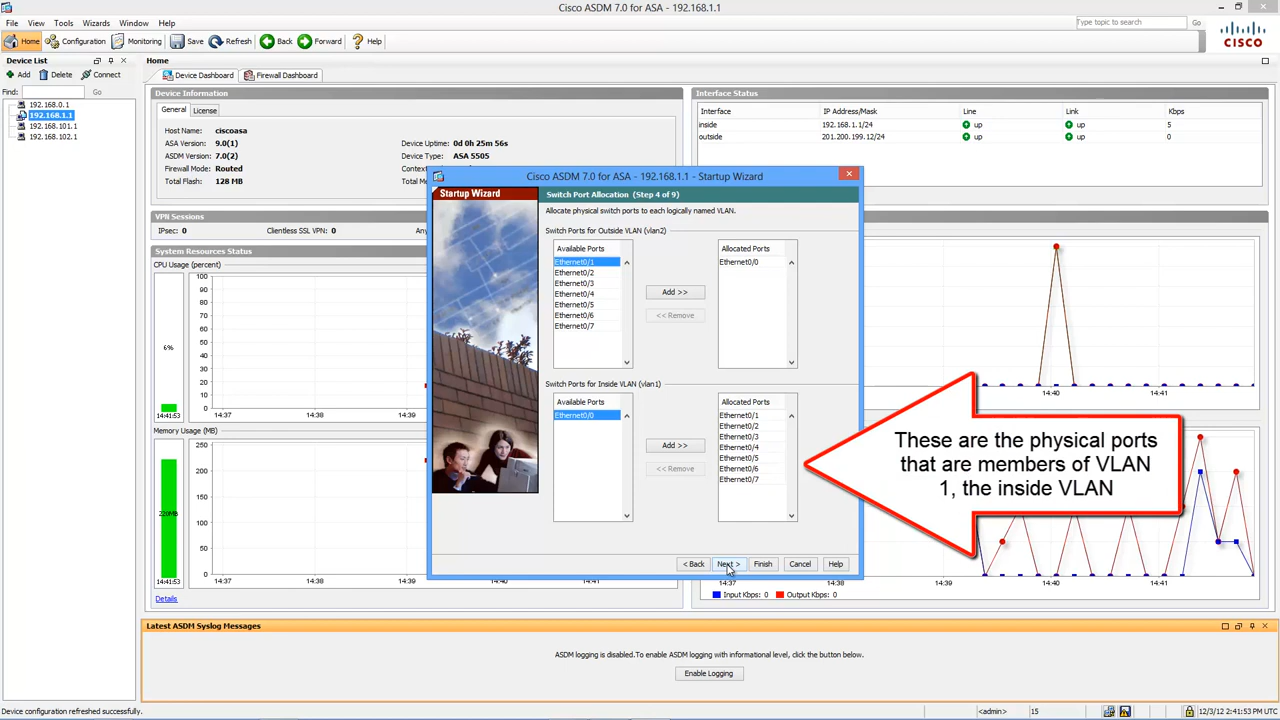 Cisco ASDM 7.0 for ASA - 192.168.1.1
File View Tools Wizards Window Help
Type topic to search Go
Home Configuration Monitoring Save Refresh Back Forward Help
CISCO
Device List
Add Delete Connect
Find: Go
192.168.0.1
192.168.1.1
192.168.101.1
192.168.102.1
Home
Device Dashboard Firewall Dashboard
Device Information
General License
Host Name: ciscoasa
ASA Version: 9.0(1)
ASDM Version: 7.0(2)
Firewall Mode: Routed
Total Flash: 128 MB
Device Uptime: 0d 0h 25m 56s
Device Type: ASA 5505
Interface Status
Interface IP Address/Mask Line Link Kbps
inside 192.168.1.1/24 up up 5
outside 201.200.199.12/24 up up 0
VPN Sessions
IPsec: 0 Clientless SSL VPN: 0
System Resources Status
CPU Usage (percent)
100
90
80
70
60
50
40
30
20
10
0
6%
14:41:53
14:37 14:38 14:39
Memory Usage (MB)
250
200
150
100
50
0
220MB
14:41:53
14:37 14:38 14:39 14:40 14:41
Details
14:40 14:41
14:37 14:38 14:39 14:40 14:41
Input Kbps: 0 Output Kbps: 0
Cisco ASDM 7.0 for ASA - 192.168.1.1 - Startup Wizard
Startup Wizard
Switch Port Allocation (Step 4 of 9)
Allocate physical switch ports to each logically named VLAN.
Switch Ports for Outside VLAN (vlan2)
Available Ports
Ethernet0/1
Ethernet0/2
Ethernet0/3
Ethernet0/4
Ethernet0/5
Ethernet0/6
Ethernet0/7
Add >>
<< Remove
Allocated Ports
Ethernet0/0
Switch Ports for Inside VLAN (vlan1)
Available Ports
Ethernet0/0
Add >>
<< Remove
Allocated Ports
Ethernet0/1
Ethernet0/2
Ethernet0/3
Ethernet0/4
Ethernet0/5
Ethernet0/6
Ethernet0/7
< Back Next > Finish Cancel Help
These are the physical ports
that are members of VLAN
1, the inside VLAN
Latest ASDM Syslog Messages
ASDM logging is disabled.To enable ASDM logging with informational level, click the button below.
Enable Logging
Device configuration refreshed successfully.
<admin> 15 12/3/12 2:41:53 PM UTC